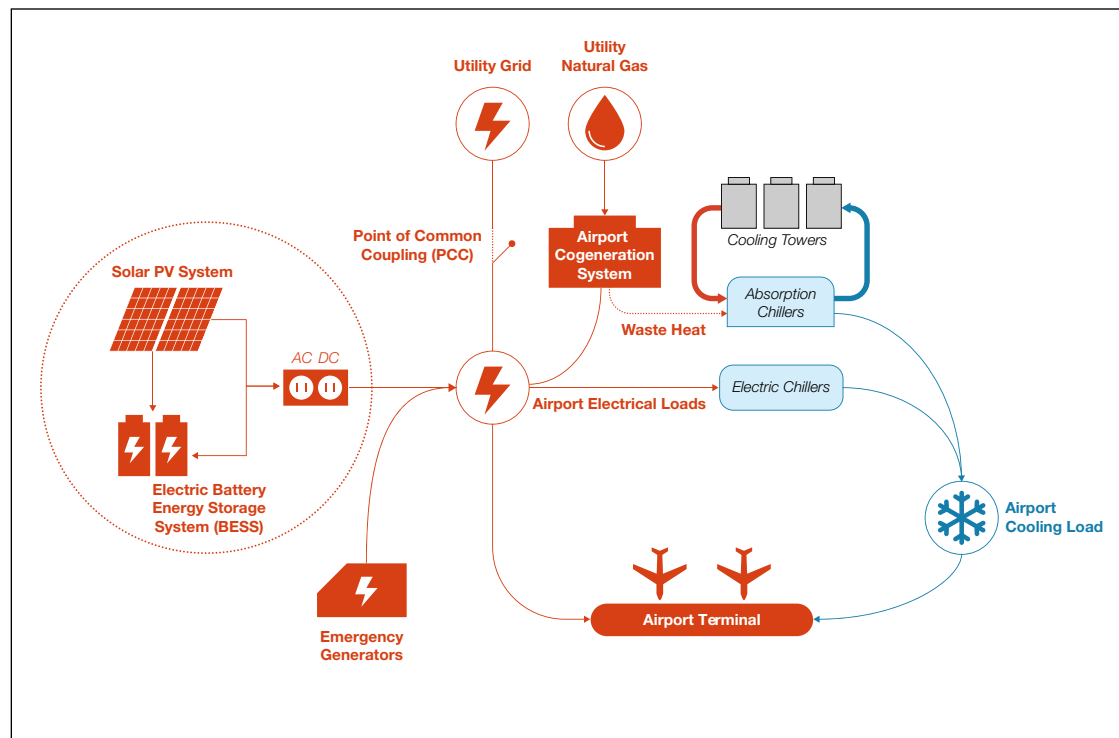 Utility Grid
Utility
Natural Gas
Point of Common
Coupling (PCC)
Airport
Cogeneration
System
Cooling Towers
Solar PV System
Absorption
Chillers
Waste Heat
AC DC
Airport Electrical Loads
Electric Chillers
Electric Battery
Energy Storage
System (BESS)
Airport
Cooling Load
Airport Terminal
Emergency
Generators